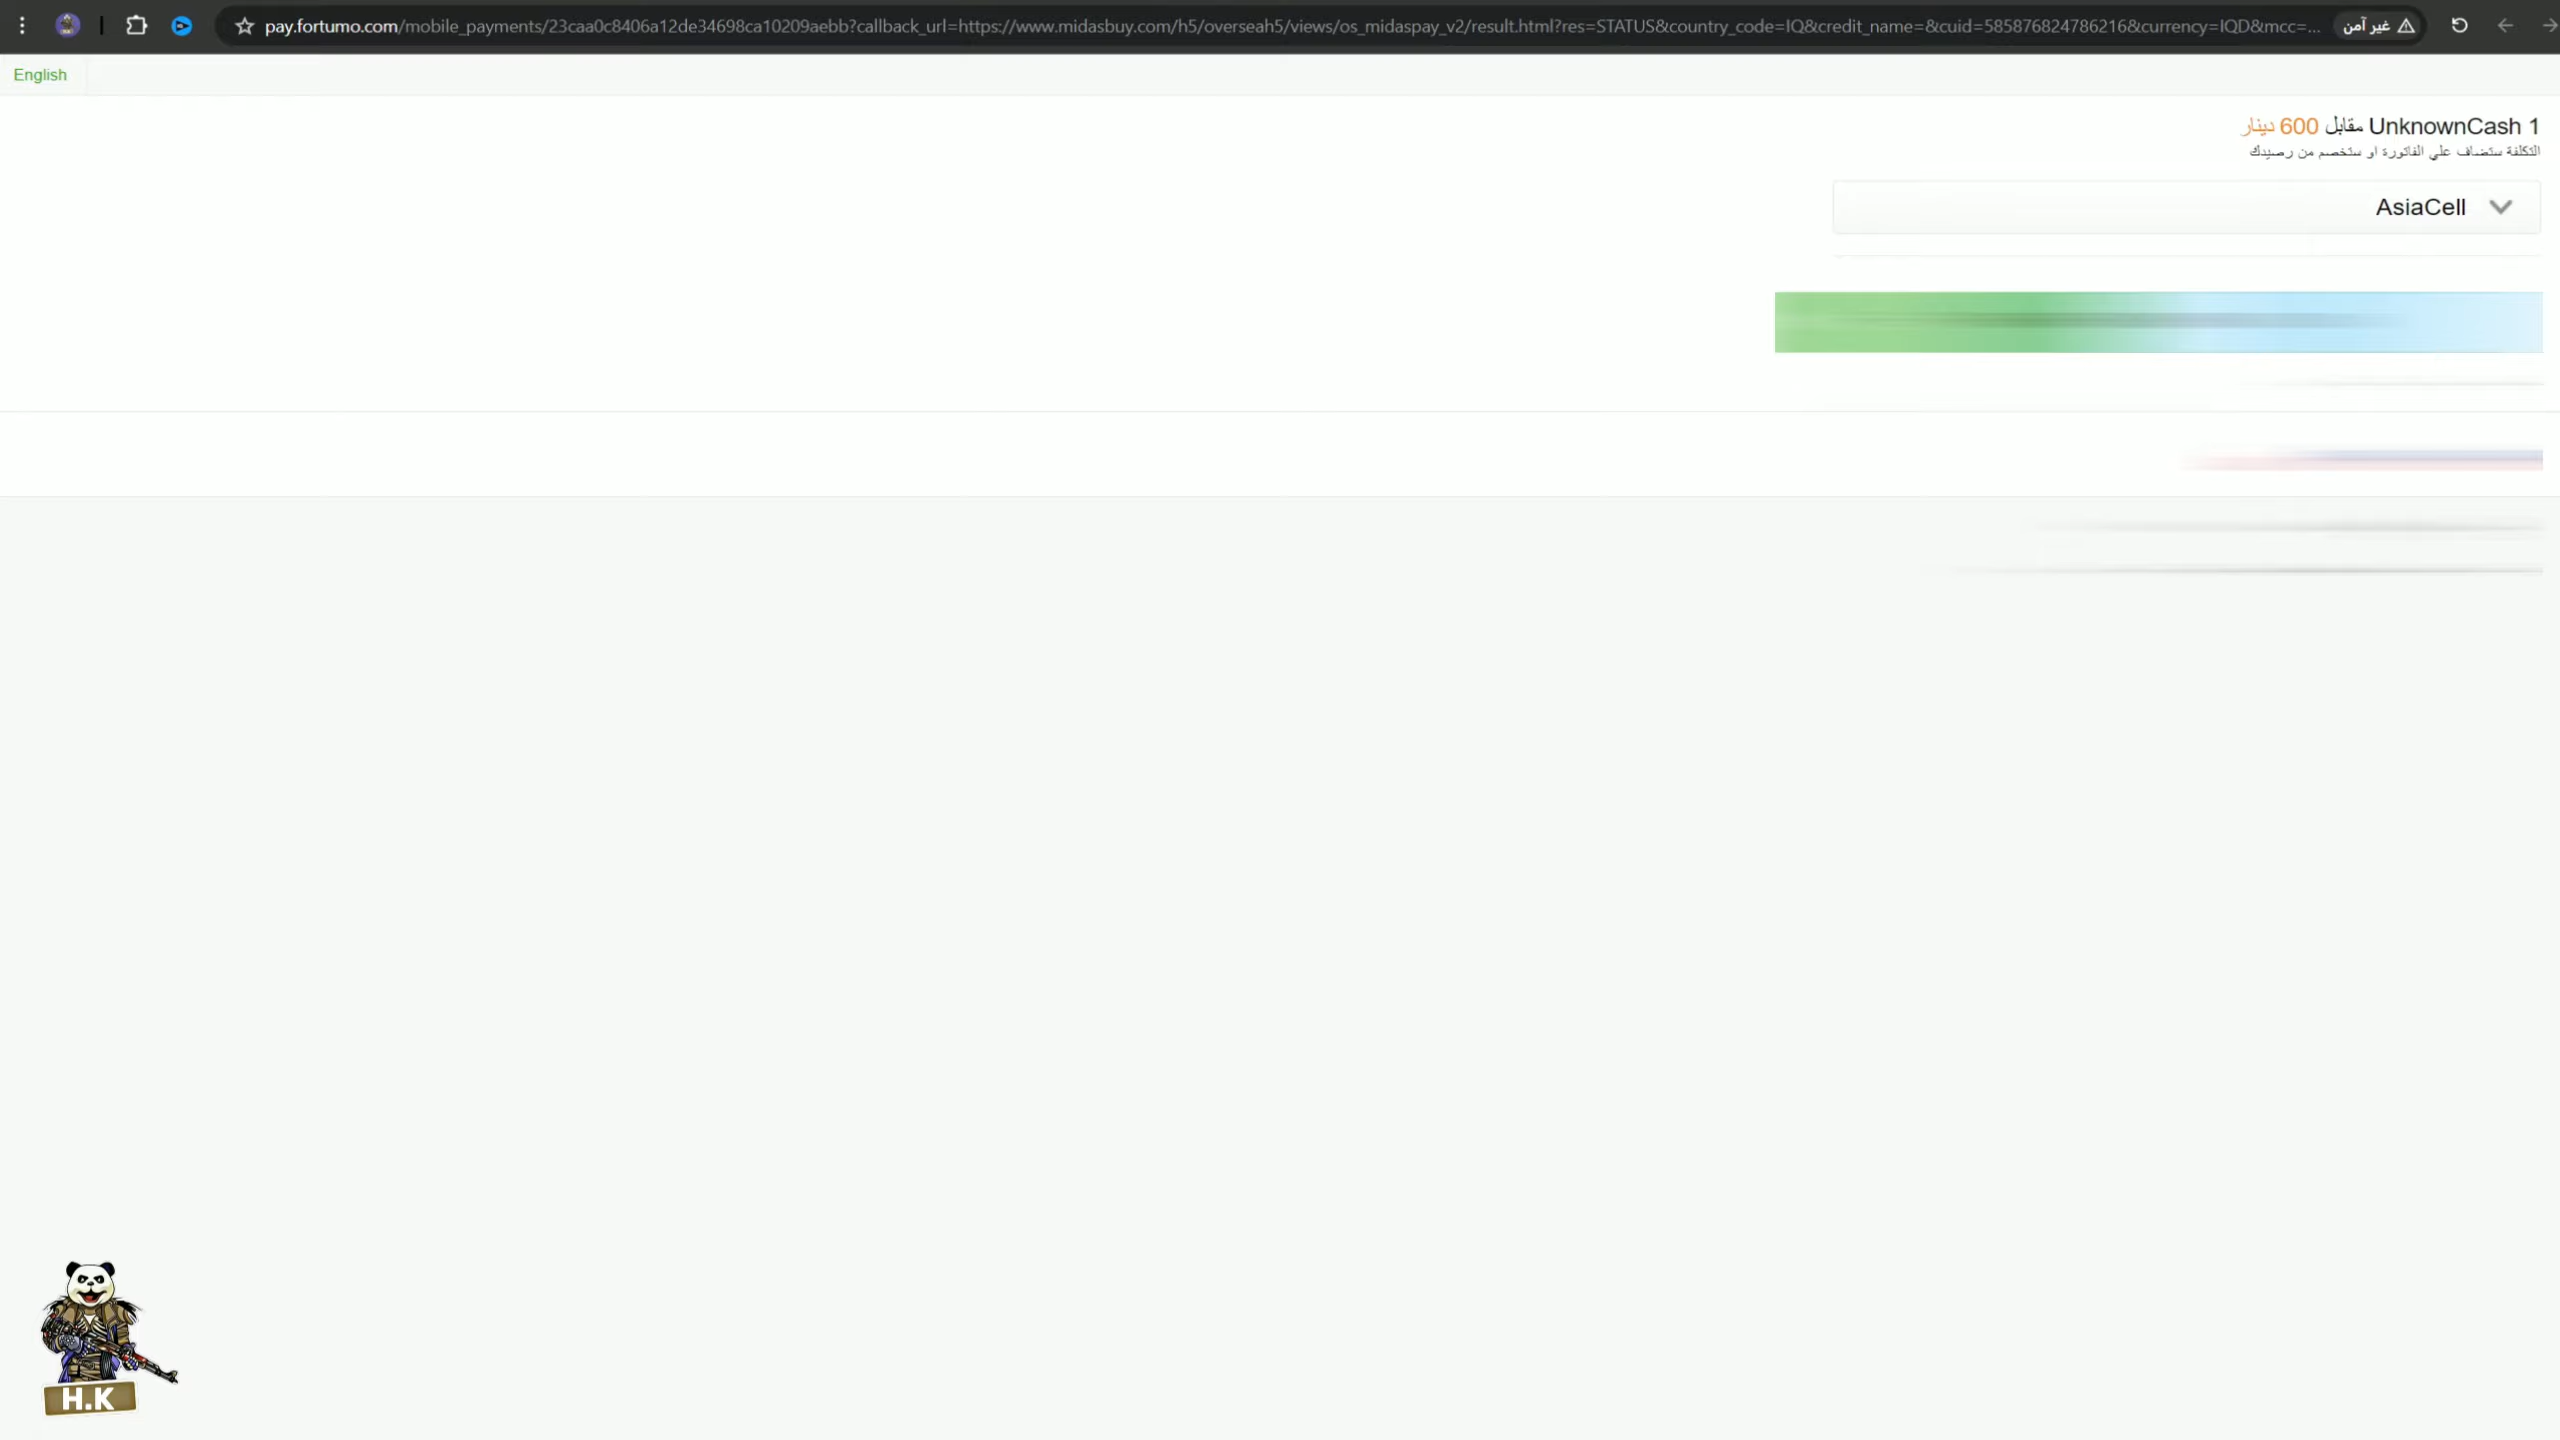 pay.fortumo.com/mobile_payments/23caa0c8406a12de34698ca10209aebb?callback_url=https://www.midasbuy.com/h5/overseah5/views/os_midaspay_v2/result.html?res=STATUS&country_code=IQ&credit_name=&cuid=585876824786216&currency=IQD&mcc=...
غير آمن
English
1 UnknownCash مقابل 600 دينار
التكلفة ستضاف علي الفاتورة او ستخصم من رصيدك
AsiaCell
H.K